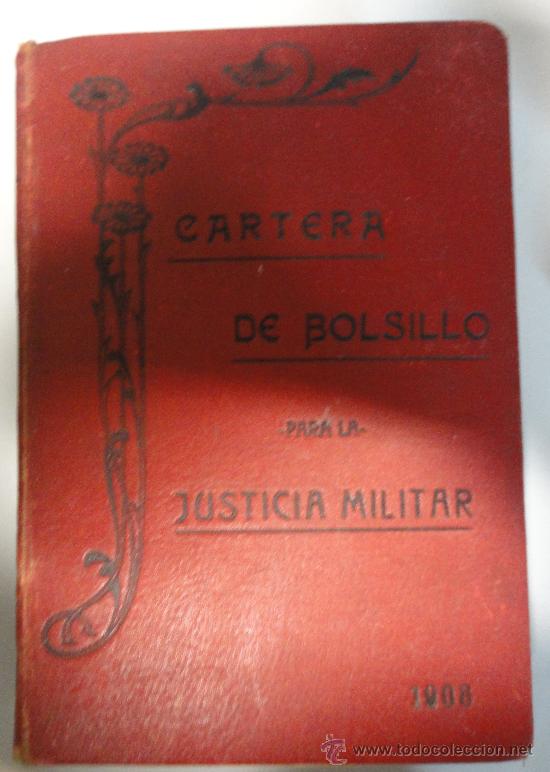 CARTERA
DE BOLSILLO
-PARA LA-
JUSTICIA MILITAR
1908
www.todocoleccion.net